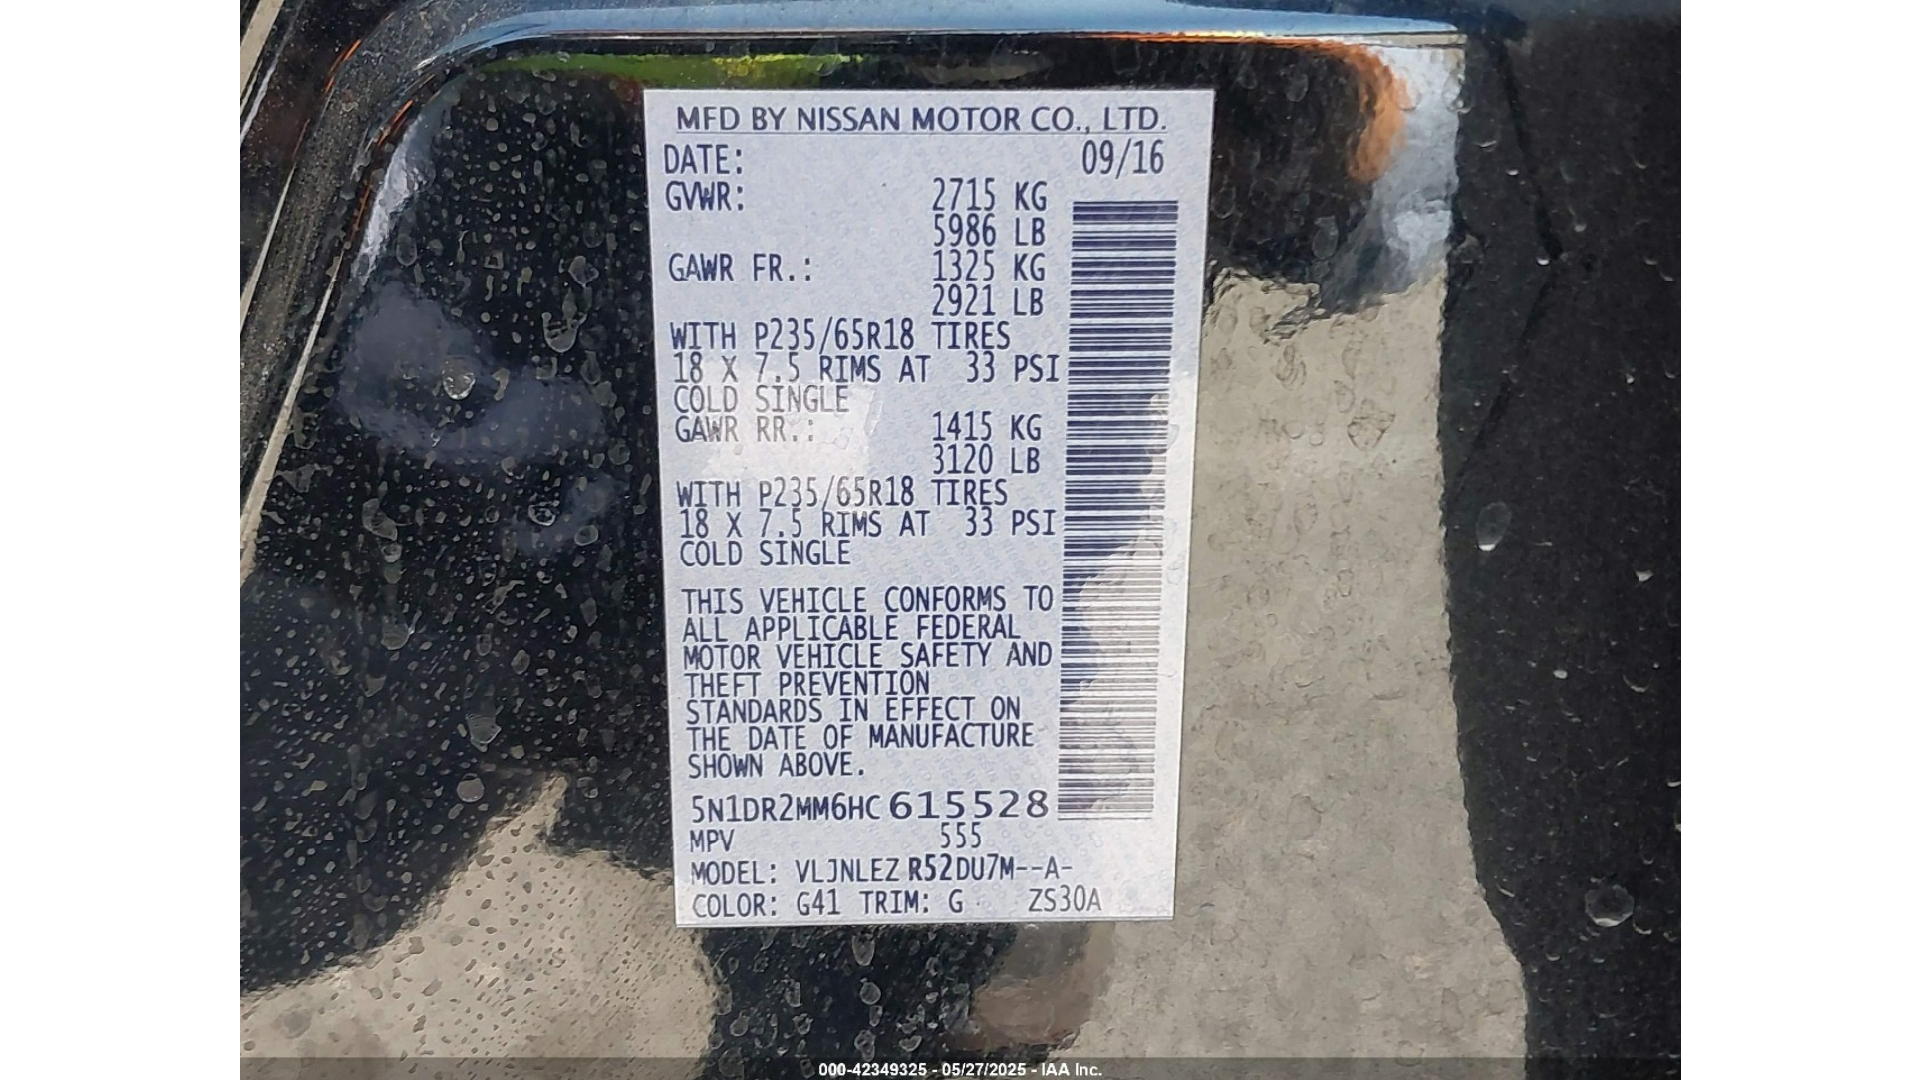 MFD BY NISSAN MOTOR CO., LTD.
DATE: 09/16
GVWR: 2715 KG
5986 LB
GAWR FR.: 1325 KG
2921 LB
WITH P235/65R18 TIRES
18 X 7.5 RIMS AT 33 PSI
COLD SINGLE
GAWR RR.: 1415 KG
3120 LB
WITH P235/65R18 TIRES
18 X 7.5 RIMS AT 33 PSI
COLD SINGLE
THIS VEHICLE CONFORMS TO
ALL APPLICABLE FEDERAL
MOTOR VEHICLE SAFETY AND
THEFT PREVENTION
STANDARDS IN EFFECT ON
THE DATE OF MANUFACTURE
SHOWN ABOVE.
5N1DR2MM6HC615528
MPV 555
MODEL: VLJNLEZ R52DU7M--A-
COLOR: G41 TRIM: G ZS30A
000-42349325 - 05/27/2025 - IAA Inc.